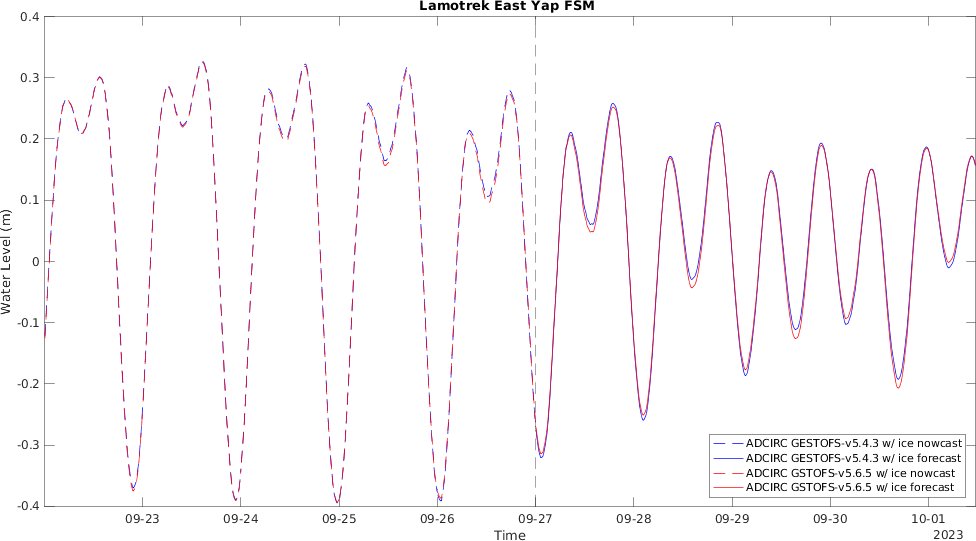 Lamotrek East Yap FSM
0.4
0.3
0.2
0.1
0
-0.1
-0.2
-0.3
-0.4
Water Level (m)
09-23 09-24 09-25 09-26 09-27 09-28 09-29 09-30 10-01
Time
2023
ADCIRC GESTOFS-v5.4.3 w/ ice nowcast
ADCIRC GESTOFS-v5.4.3 w/ ice forecast
ADCIRC GSTOFS-v5.6.5 w/ ice nowcast
ADCIRC GSTOFS-v5.6.5 w/ ice forecast